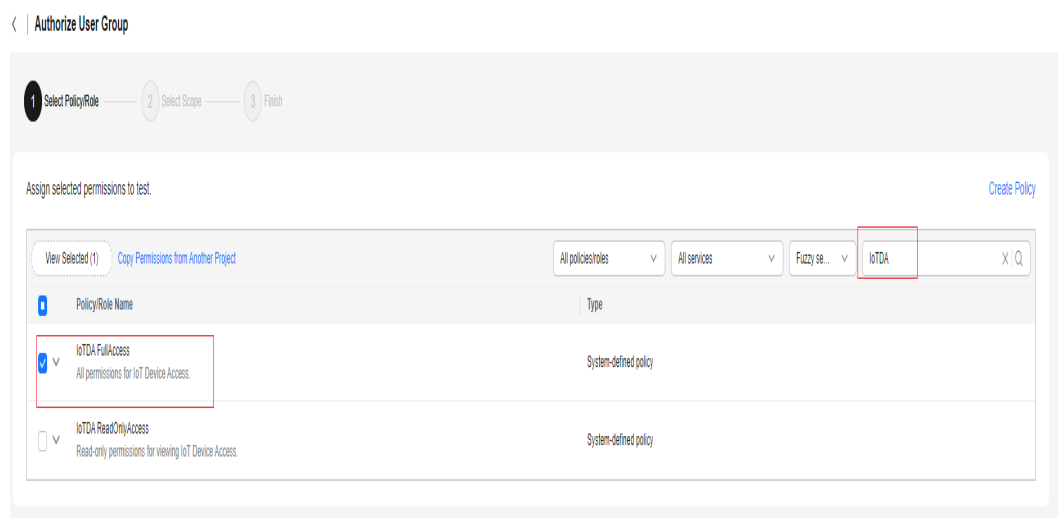 Authorize User Group
1 Select Policy/Role 2 Select Scope 3 Finish
Assign selected permissions to test. Create Policy
View Selected (1) Copy Permissions from Another Project All policies/roles All services Fuzzy se... IoTDA
Policy/Role Name Type
IoTDA FullAccess
All permissions for IoT Device Access.
System-defined policy
IoTDA ReadOnlyAccess
Read-only permissions for viewing IoT Device Access.
System-defined policy